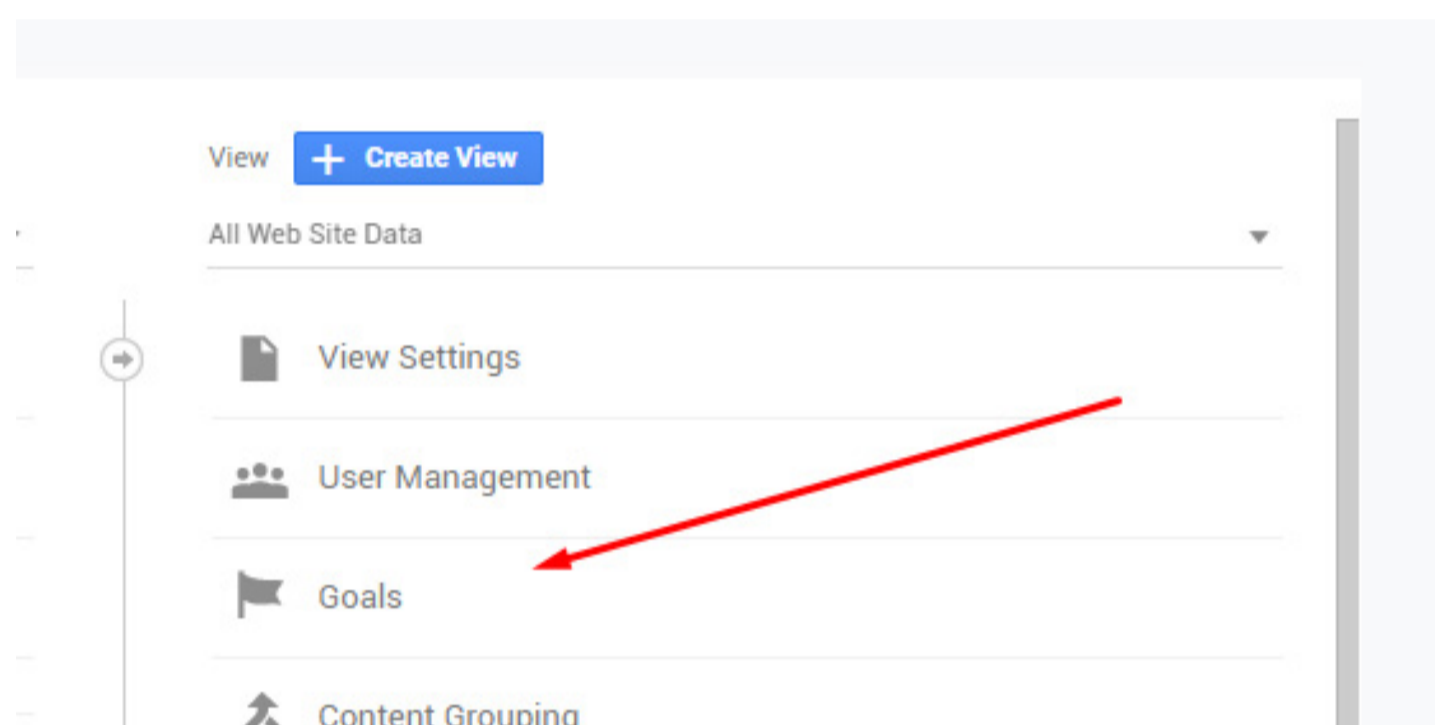 View + Create View
All Web Site Data
View Settings
User Management
Goals
Content Grouping